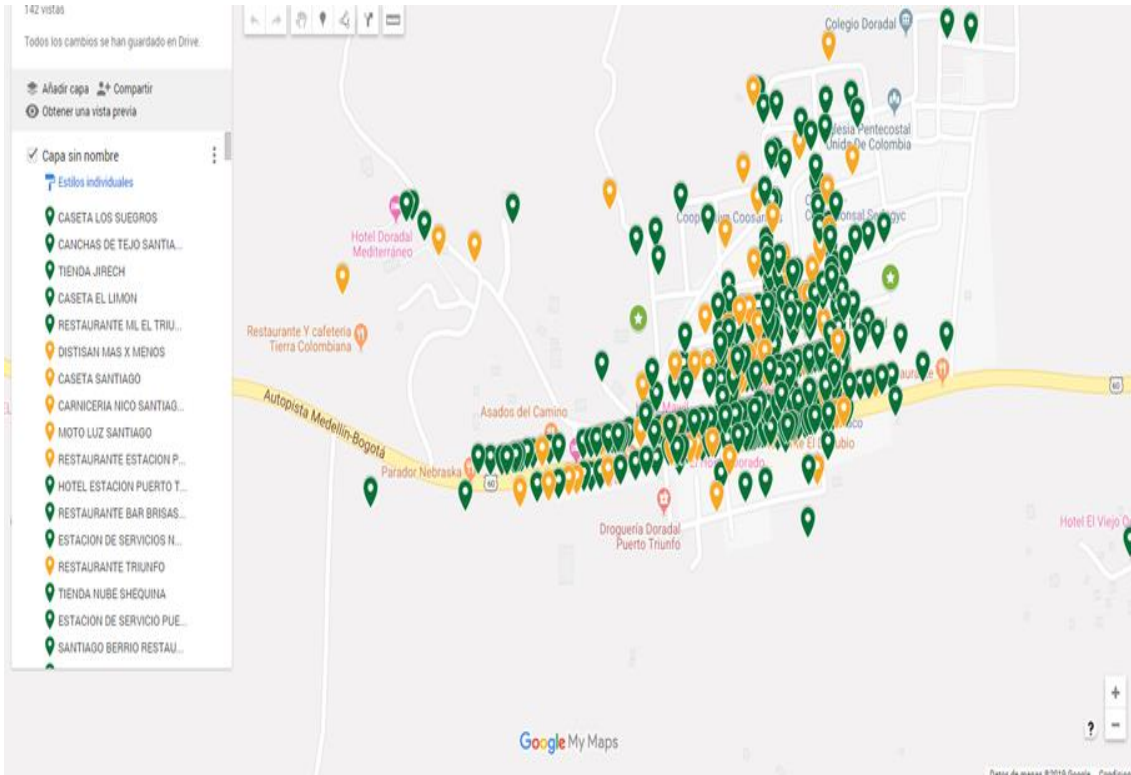 142 vistas
Todos los cambios se han guardado en Drive.
Añadir capa Compartir
Obtener una vista previa
Capa sin nombre
Estilos individuales
CASETA LOS SUEGROS
CANCHAS DE TEJO SANTIA...
TIENDA JIRECH
CASETA EL LIMON
RESTAURANTE ML EL TRIU...
DISTISAN MAS X MENOS
CASETA SANTIAGO
CARNICERIA NICO SANTIAG...
MOTO LUZ SANTIAGO
RESTAURANTE ESTACION P...
HOTEL ESTACION PUERTO T...
RESTAURANTE BAR BRISAS...
ESTACION DE SERVICIOS N...
RESTAURANTE TRIUNFO
TIENDA NUBE SHEQUINA
ESTACION DE SERVICIO PUE...
SANTIAGO BERRIO RESTAU...
Colegio Doradal
Pentecostal
Unida De Colombia
Hotel Doradal
Mediterráneo
Restaurante Y cafeteria
Tierra Colombiana
Autopista Medellín-Bogotá
Asados del Camino
Parador Nebraska
60
60
Droguería Doradal
Puerto Triunfo
Hotel El Viejo
+
?
−
Google My Maps
Datos de mapas ©2019 Google